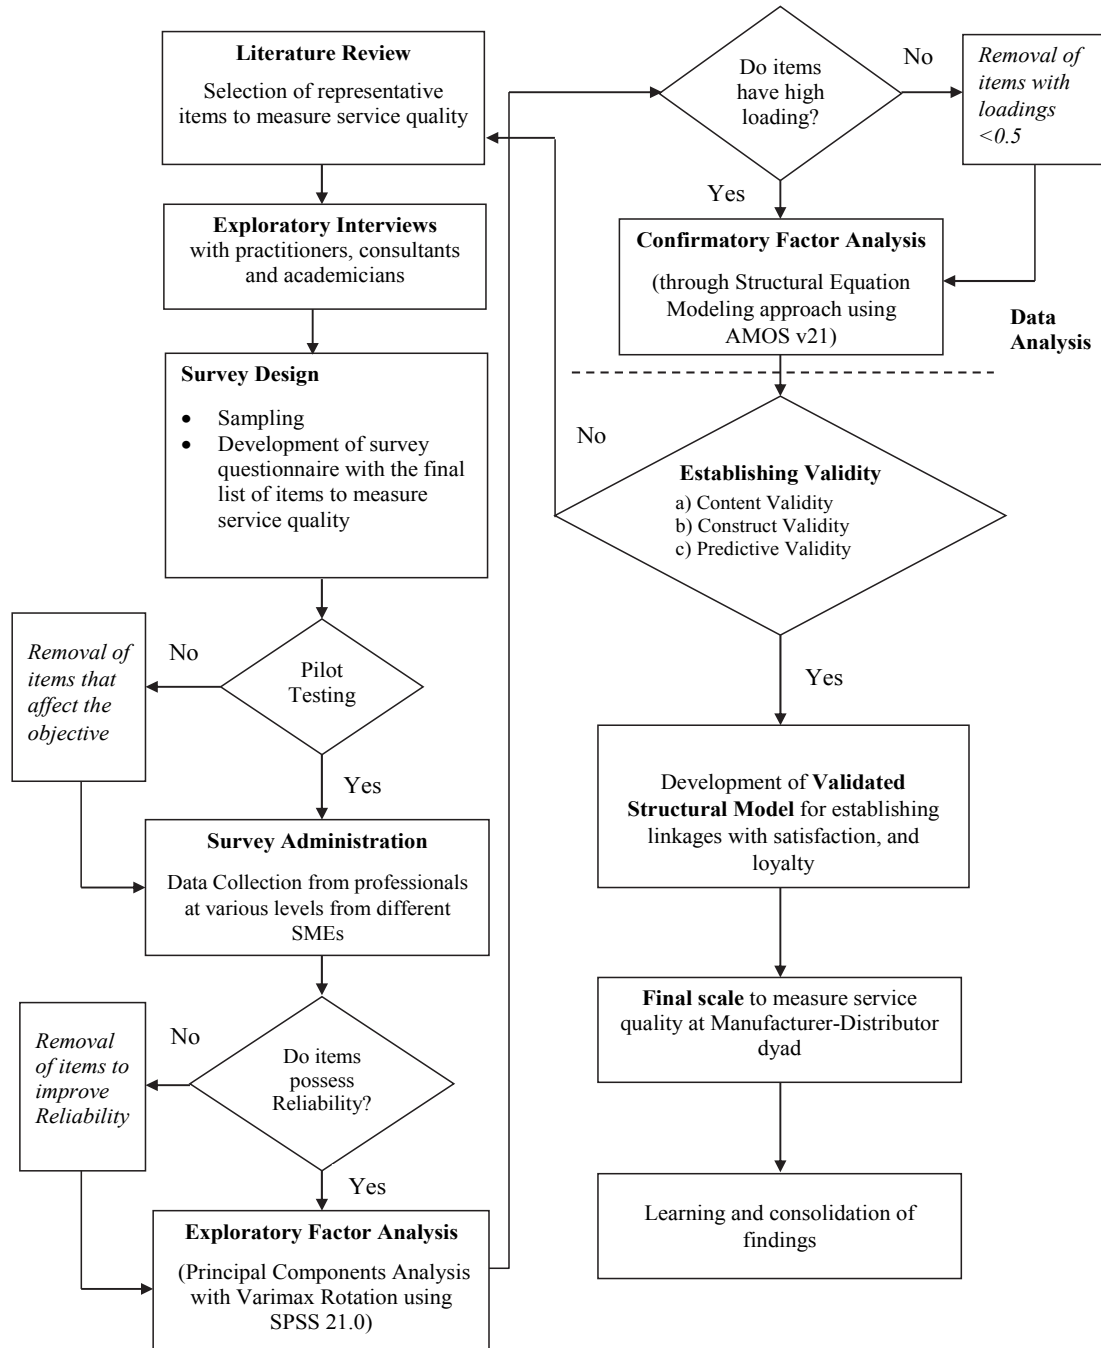 Literature Review
Selection of representative
items to measure service quality
Exploratory Interviews
with practitioners, consultants
and academicians
Survey Design
• Sampling
• Development of survey
questionnaire with the final
list of items to measure
service quality
Pilot
Testing
No
Removal of
items that
affect the
objective
Yes
Survey Administration
Data Collection from professionals
at various levels from different
SMEs
Do items
possess
Reliability?
No
Removal
of items to
improve
Reliability
Yes
Exploratory Factor Analysis
(Principal Components Analysis
with Varimax Rotation using
SPSS 21.0)
Do items
have high
loading?
No
Removal of
items with
loadings
<0.5
Yes
Confirmatory Factor Analysis
(through Structural Equation
Modeling approach using
AMOS v21)
Data
Analysis
No
Establishing Validity
a) Content Validity
b) Construct Validity
c) Predictive Validity
Yes
Development of Validated
Structural Model for establishing
linkages with satisfaction, and
loyalty
Final scale to measure service
quality at Manufacturer-Distributor
dyad
Learning and consolidation of
findings